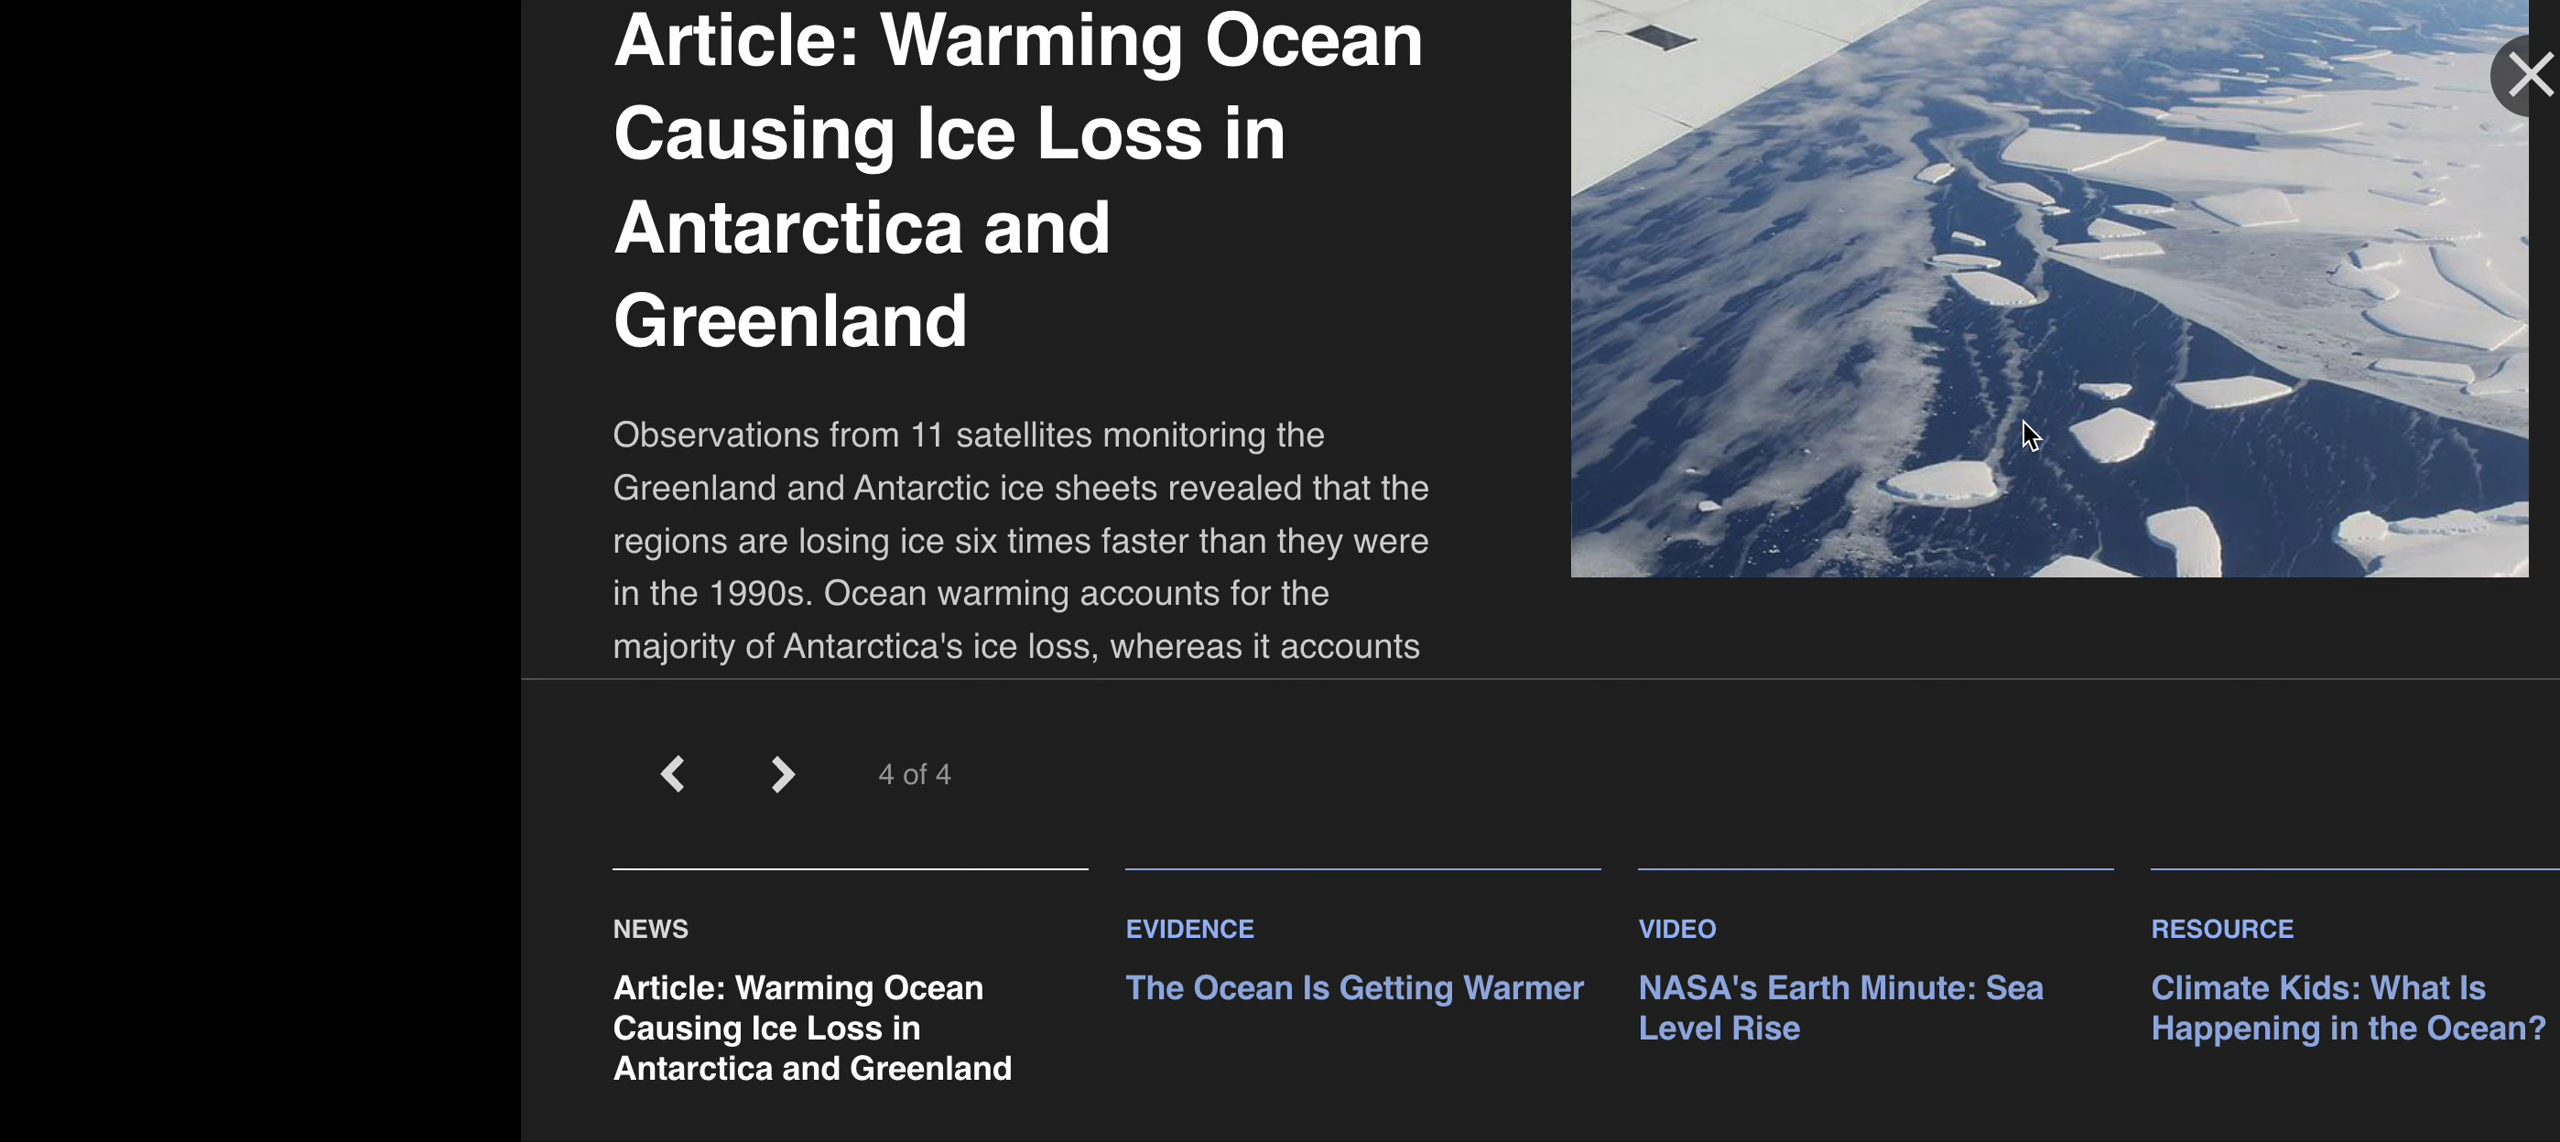 Article: Warming Ocean
Causing Ice Loss in
Antarctica and
Greenland
Observations from 11 satellites monitoring the
Greenland and Antarctic ice sheets revealed that the
regions are losing ice six times faster than they were
in the 1990s. Ocean warming accounts for the
majority of Antarctica's ice loss, whereas it accounts
4 of 4
NEWS
Article: Warming Ocean
Causing Ice Loss in
Antarctica and Greenland
EVIDENCE
The Ocean Is Getting Warmer
VIDEO
NASA's Earth Minute: Sea
Level Rise
RESOURCE
Climate Kids: What Is
Happening in the Ocean?